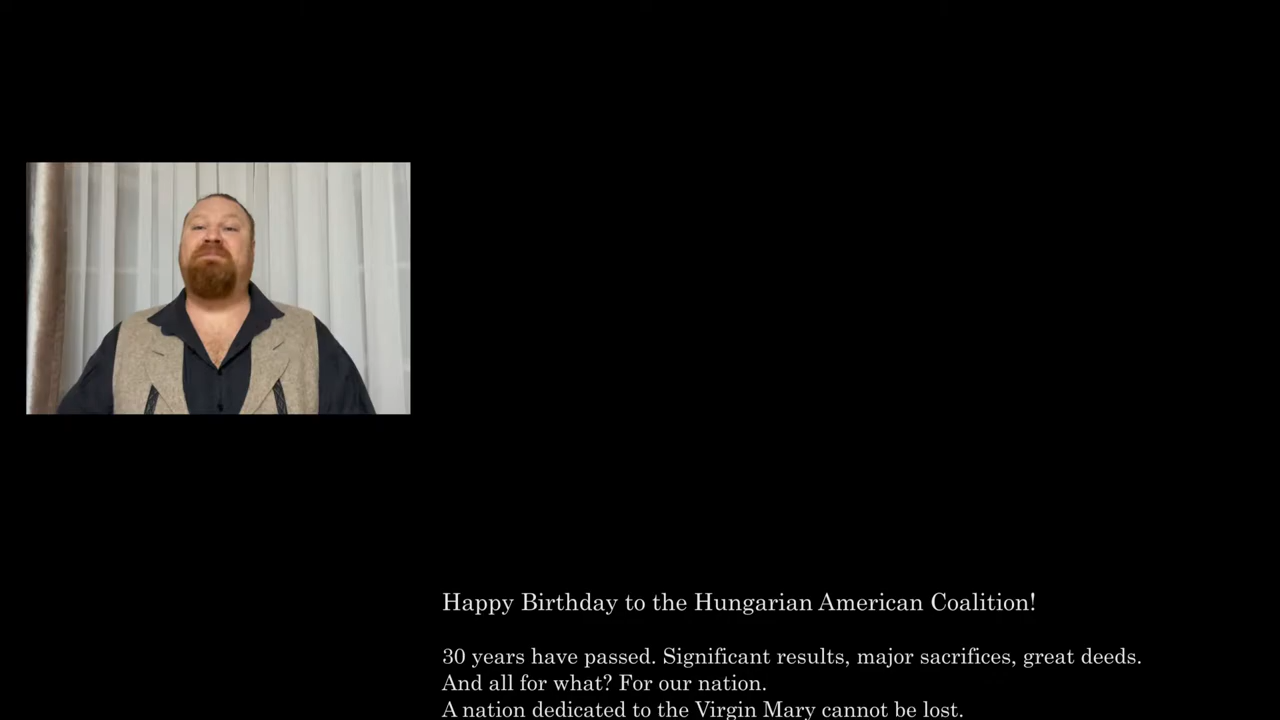 Happy Birthday to the Hungarian American Coalition!
30 years have passed. Significant results, major sacrifices, great deeds.
And all for what? For our nation.
A nation dedicated to the Virgin Mary cannot be lost.